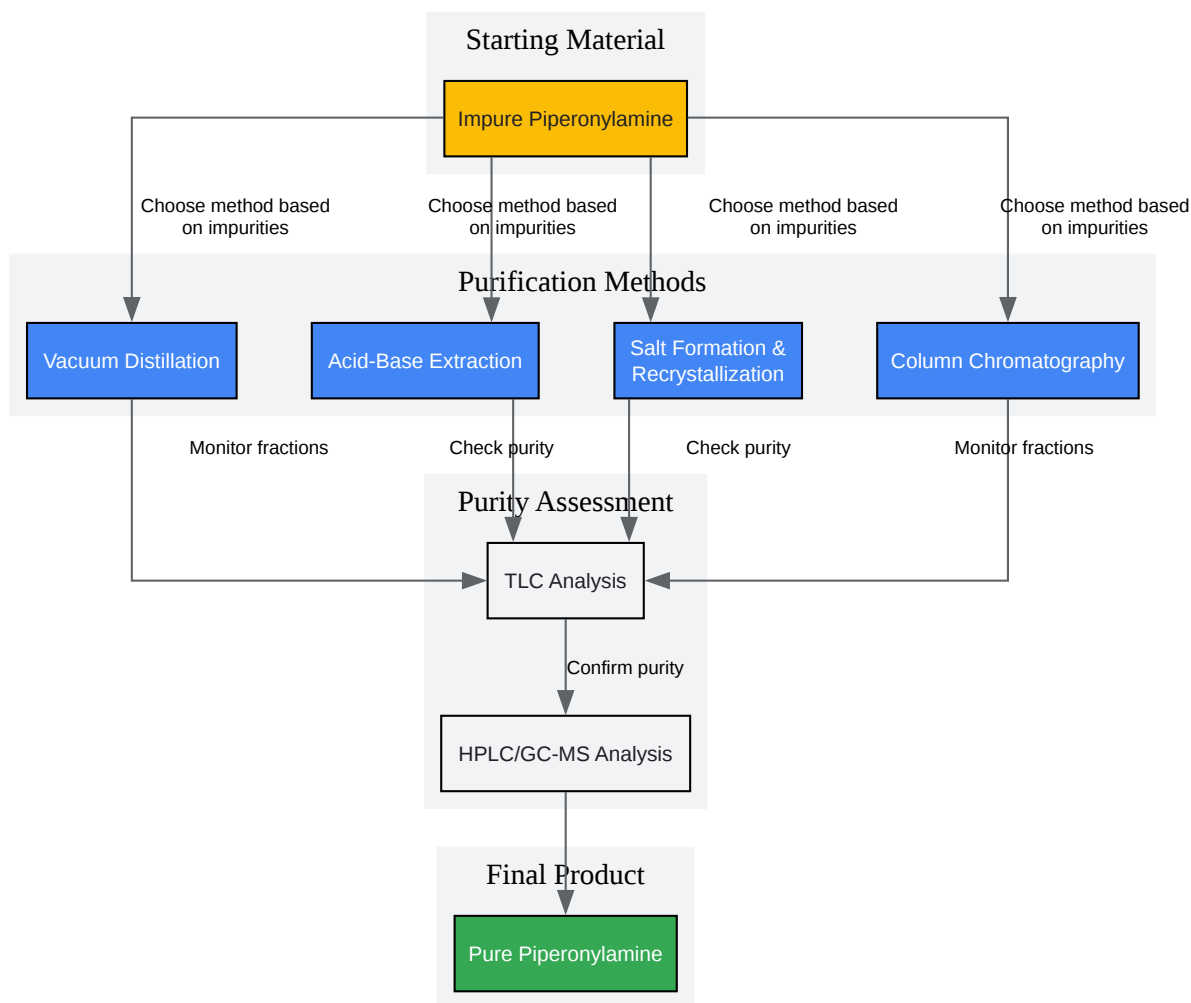 Starting Material
Impure Piperonylamine
Choose method based
on impurities
Choose method based
on impurities
Choose method based
on impurities
Choose method based
on impurities
Purification Methods
Vacuum Distillation
Acid-Base Extraction
Salt Formation &
Recrystallization
Column Chromatography
Monitor fractions
Check purity
Check purity
Monitor fractions
Purity Assessment
TLC Analysis
Confirm purity
HPLC/GC-MS Analysis
Final Product
Pure Piperonylamine